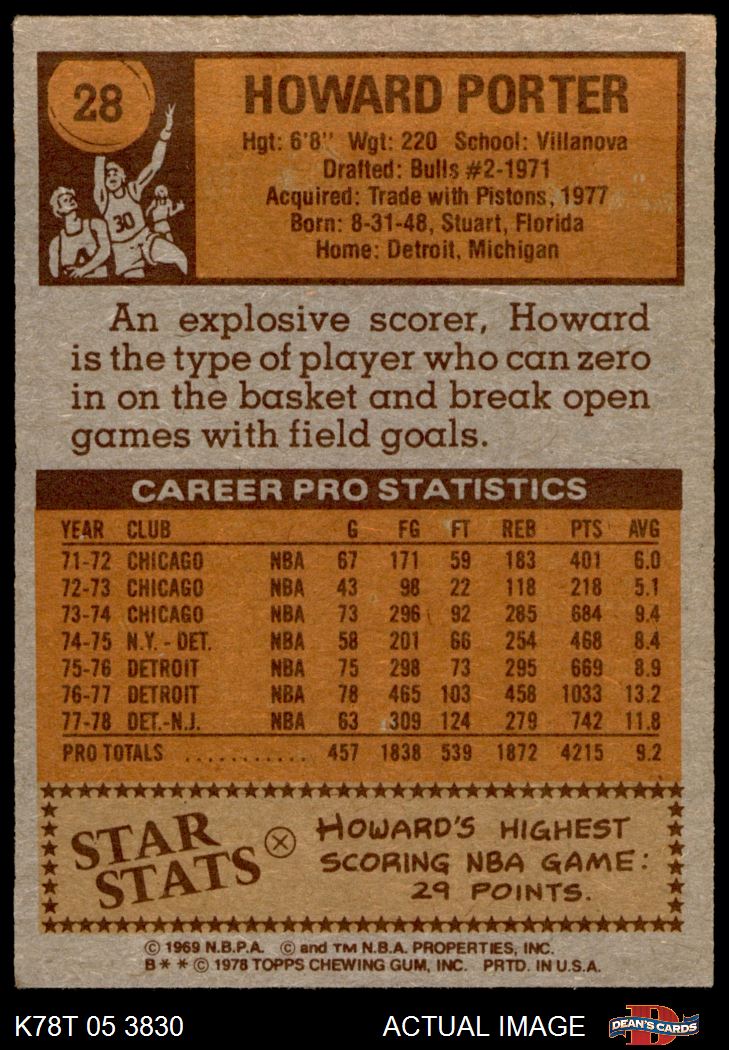 28
30
HOWARD PORTER
Hgt: 6'8" Wgt: 220 School: Villanova
Drafted: Bulls #2-1971
Acquired: Trade with Pistons, 1977
Born: 8-31-48, Stuart, Florida
Home: Detroit, Michigan
An explosive scorer, Howard
is the type of player who can zero
in on the basket and break open
games with field goals.
CAREER PRO STATISTICS
YEAR CLUB G FG FT REB PTS AVG
71-72 CHICAGO NBA 67 171 59 183 401 6.0
72-73 CHICAGO NBA 43 98 22 118 218 5.1
73-74 CHICAGO NBA 73 296 92 285 684 9.4
74-75 N.Y. - DET. NBA 58 201 66 254 468 8.4
75-76 DETROIT NBA 75 298 73 295 669 8.9
76-77 DETROIT NBA 78 465 103 458 1033 13.2
77-78 DET.-N.J. NBA 63 309 124 279 742 11.8
PRO TOTALS ........... 457 1838 539 1872 4215 9.2
STAR
STATS
HOWARD'S HIGHEST
SCORING NBA GAME:
29 POINTS.
© 1969 N.B.P.A. © and TM N.B.A. PROPERTIES, INC.
B * * © 1978 TOPPS CHEWING GUM, INC. PRTD. IN U.S.A.
K78T 05 3830 ACTUAL IMAGE
DEAN'S CARDS